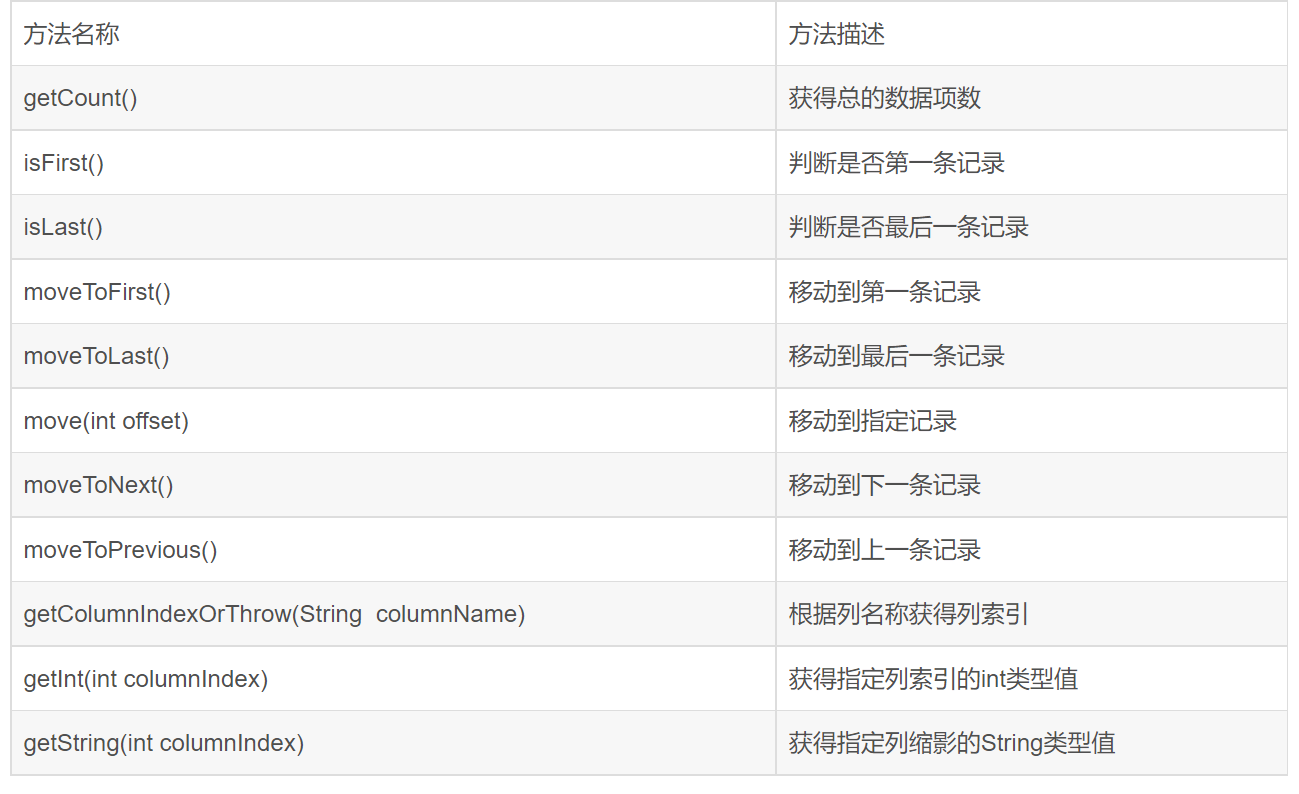 方法名称 方法描述
getCount() 获得总的数据项数
isFirst() 判断是否第一条记录
isLast() 判断是否最后一条记录
moveToFirst() 移动到第一条记录
moveToLast() 移动到最后一条记录
move(int offset) 移动到指定记录
moveToNext() 移动到下一条记录
moveToPrevious() 移动到上一条记录
getColumnIndexOrThrow(String  columnName) 根据列名称获得列索引
getInt(int columnIndex) 获得指定列索引的int类型值
getString(int columnIndex) 获得指定列缩影的String类型值